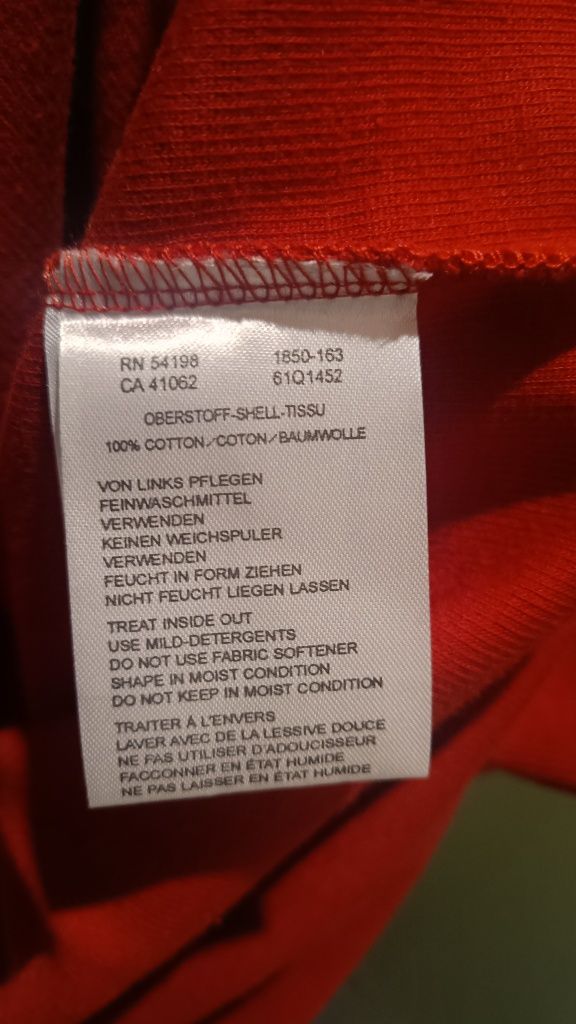 RN 54198 1850-163
CA 41062 61Q1452
OBERSTOFF-SHELL-TISSU
100% COTTON/COTON/BAUMWOLLE
VON LINKS PFLEGEN
FEINWASCHMITTEL
VERWENDEN
KEINEN WEICHSPULER
VERWENDEN
FEUCHT IN FORM ZIEHEN
NICHT FEUCHT LIEGEN LASSEN
TREAT INSIDE OUT
USE MILD-DETERGENTS
DO NOT USE FABRIC SOFTENER
SHAPE IN MOIST CONDITION
DO NOT KEEP IN MOIST CONDITION
TRAITER À L'ENVERS
LAVER AVEC DE LA LESSIVE DOUCE
NE PAS UTILISER D'ADOUCISSEUR
FACCONNER EN ÉTAT HUMIDE
NE PAS LAISSER EN ÉTAT HUMIDE